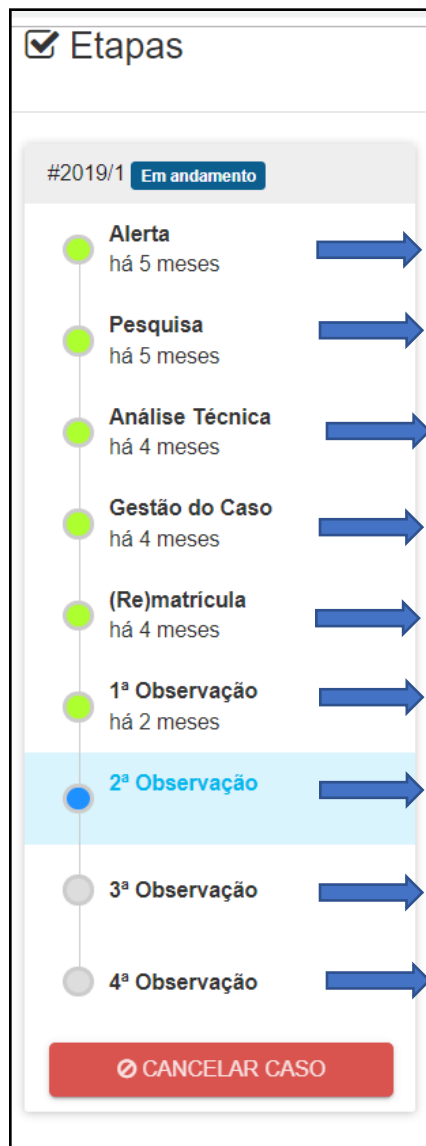 Etapas
#2019/1 Em andamento
Alerta
há 5 meses
Pesquisa
há 5 meses
Análise Técnica
há 4 meses
Gestão do Caso
há 4 meses
(Re)matrícula
há 4 meses
1ª Observação
há 2 meses
2ª Observação
3ª Observação
4ª Observação
CANCELAR CASO